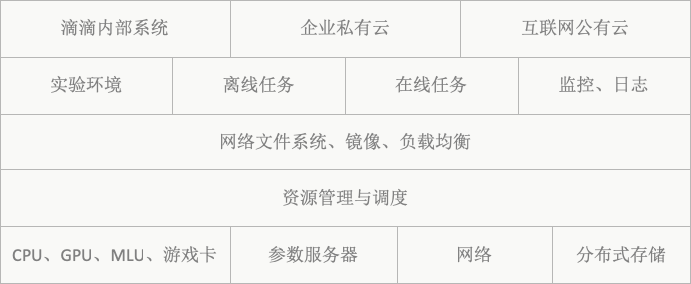 滴滴内部系统 企业私有云 互联网公有云
实验环境 离线任务 在线任务 监控、日志
网络文件系统、镜像、负载均衡
资源管理与调度
CPU、GPU、MLU、游戏卡 参数服务器 网络 分布式存储